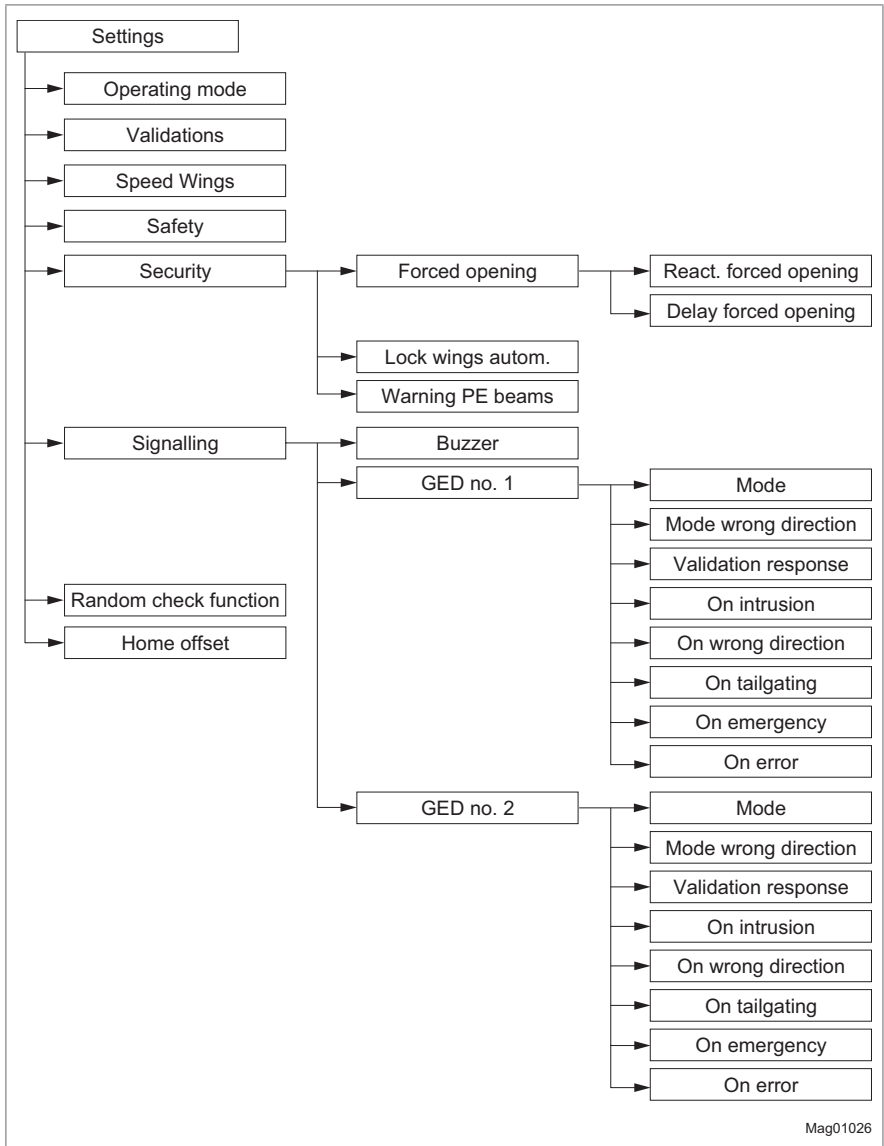 Settings
Operating mode
Validations
Speed Wings
Safety
Security
Forced opening
React. forced opening
Delay forced opening
Lock wings autom.
Warning PE beams
Signalling
Buzzer
GED no. 1
Mode
Mode wrong direction
Validation response
On intrusion
On wrong direction
On tailgating
On emergency
On error
Random check function
Home offset
GED no. 2
Mode
Mode wrong direction
Validation response
On intrusion
On wrong direction
On tailgating
On emergency
On error
Mag01026